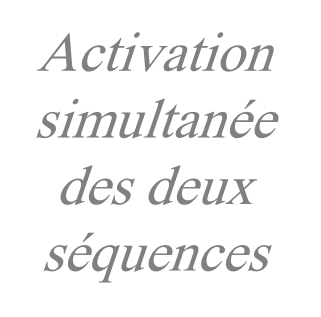 Activation
simultanée
des deux
séquences